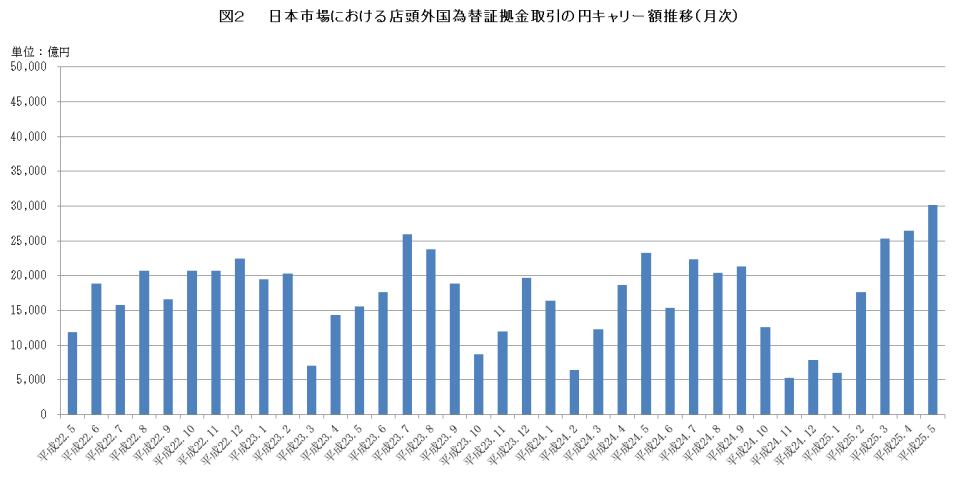 図2　日本市場における店頭外国為替証拠金取引の円キャリー額推移(月次)
単位:億円
50,000
45,000
40,000
35,000
30,000
25,000
20,000
15,000
10,000
5,000
0
平成22.5
平成22.6
平成22.7
平成22.8
平成22.9
平成22.10
平成22.11
平成22.12
平成23.1
平成23.2
平成23.3
平成23.4
平成23.5
平成23.6
平成23.7
平成23.8
平成23.9
平成23.10
平成23.11
平成23.12
平成24.1
平成24.2
平成24.3
平成24.4
平成24.5
平成24.6
平成24.7
平成24.8
平成24.9
平成24.10
平成24.11
平成24.12
平成25.1
平成25.2
平成25.3
平成25.4
平成25.5